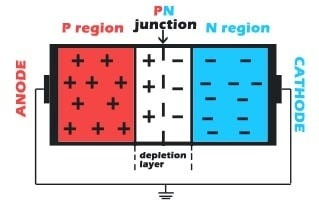 PN
junction
P region
N region
ANODE
CATHODE
depletion
layer